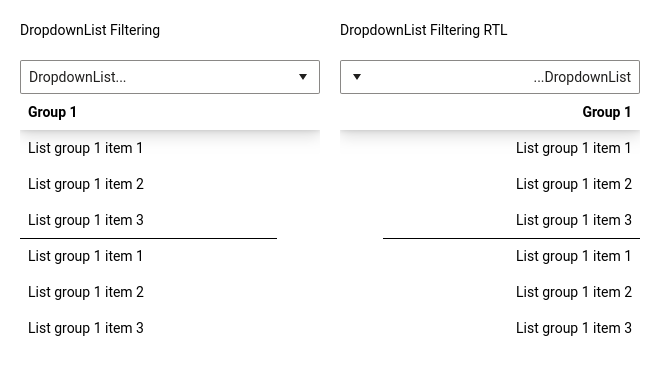 DropdownList Filtering
DropdownList...
Group 1
List group 1 item 1
List group 1 item 2
List group 1 item 3
List group 1 item 1
List group 1 item 2
List group 1 item 3
DropdownList Filtering RTL
...DropdownList
Group 1
List group 1 item 1
List group 1 item 2
List group 1 item 3
List group 1 item 1
List group 1 item 2
List group 1 item 3